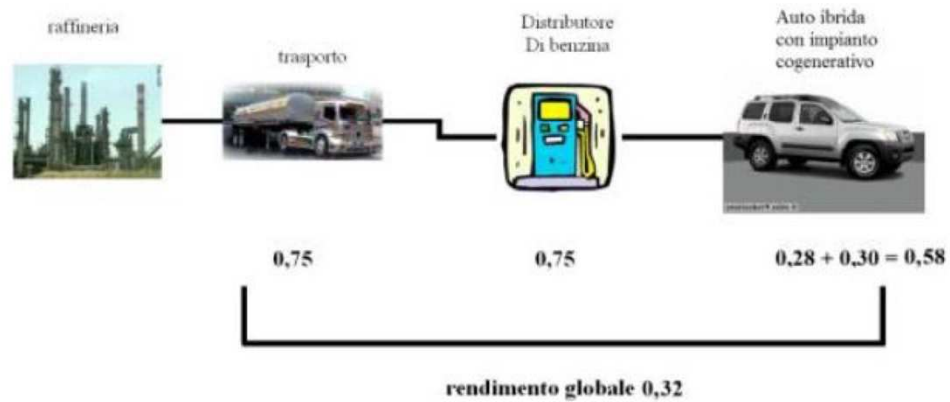 raffineria
trasporto
Distributore
Di benzina
Auto ibrida
con impianto
cogenerativo
0,75
0,75
0,28 + 0,30 = 0,58
rendimento globale 0,32